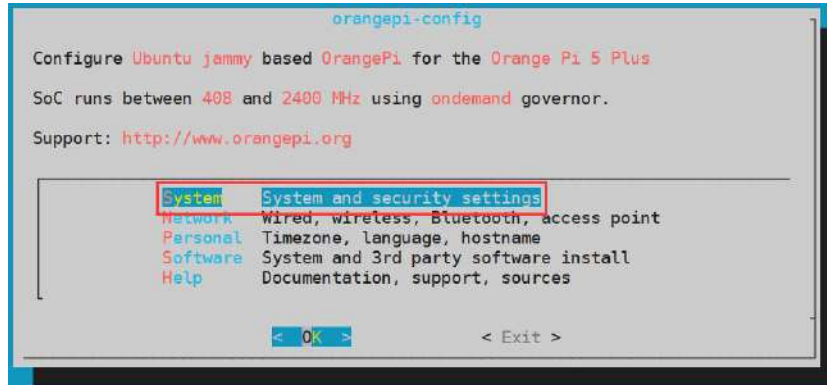 orangepi-config
Configure Ubuntu jammy based OrangePi for the Orange Pi 5 Plus
SoC runs between 408 and 2400 MHz using ondemand governor.
Support: http://www.orangepi.org
System System and security settings
Network Wired, wireless, Bluetooth, access point
Personal Timezone, language, hostname
Software System and 3rd party software install
Help Documentation, support, sources
< OK > < Exit >